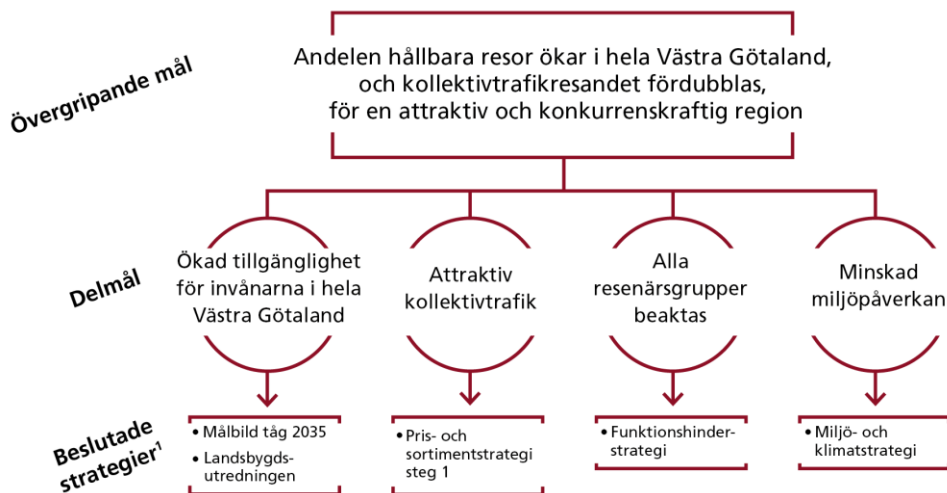 Övergripande mål
Andelen hållbara resor ökar i hela Västra Götaland,
och kollektivtrafikresandet fördubblas,
för en attraktiv och konkurrenskraftig region
Delmål
Ökad tillgänglighet
för invånarna i hela
Västra Götaland
Attraktiv
kollektivtrafik
Alla
resenärsgrupper
beaktas
Minskad
miljöpåverkan
Beslutade
strategier¹
• Målbild tåg 2035
• Landsbygds-
utredningen
• Pris- och
sortimentstrategi
steg 1
• Funktionshinder-
strategi
• Miljö- och
klimatstrategi